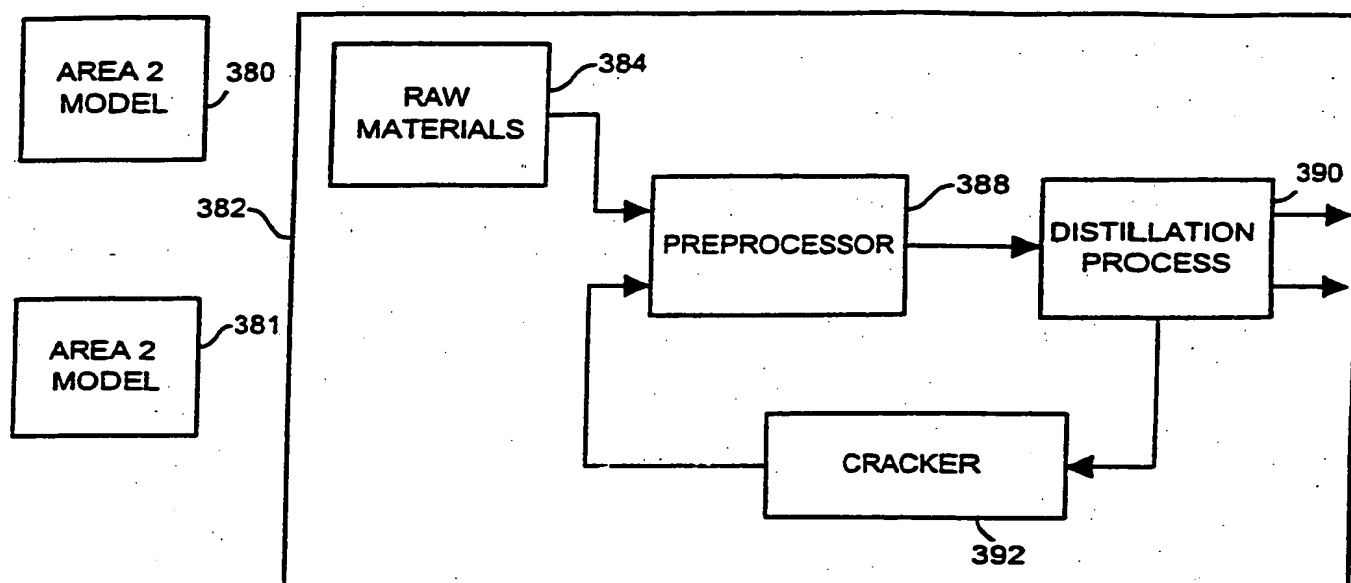 AREA 2
MODEL
380
RAW
MATERIALS
384
382
PREPROCESSOR
388
DISTILLATION
PROCESS
390
AREA 2
MODEL
381
CRACKER
392